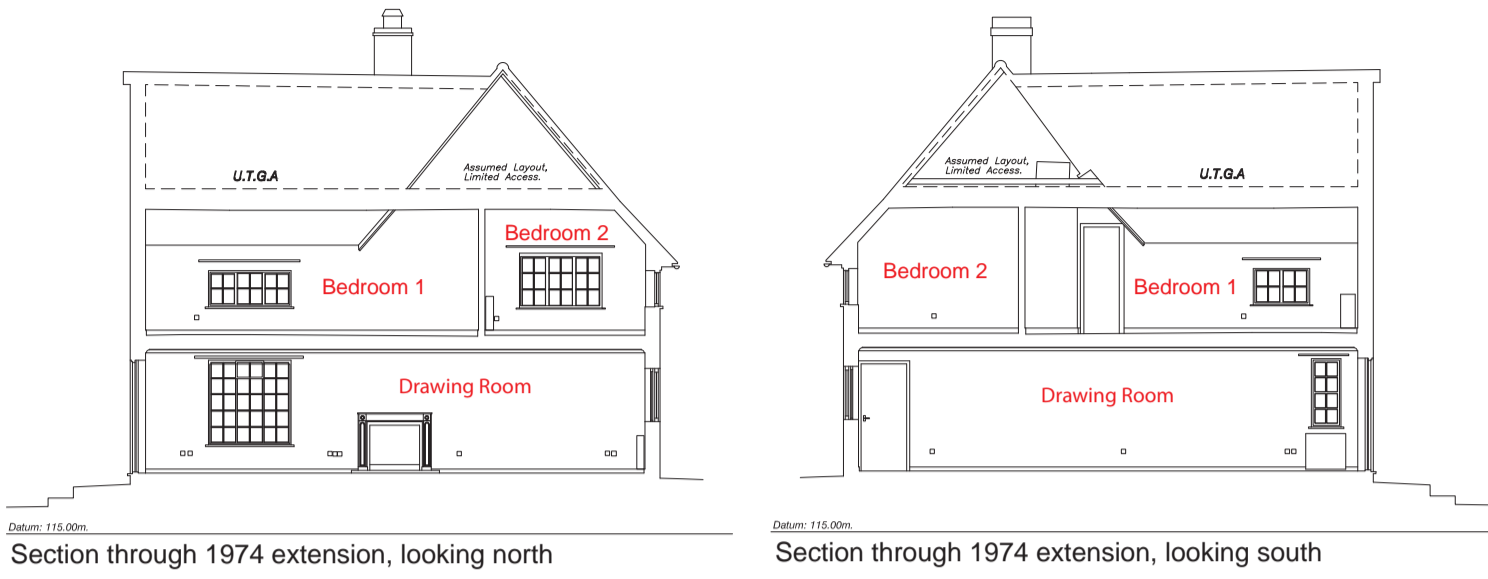 U.T.G.A
Assumed Layout,
Limited Access.
Bedroom 2
Bedroom 1
Drawing Room
Datum: 115.00m.
Section through 1974 extension, looking north
Assumed Layout,
Limited Access.
U.T.G.A
Bedroom 2
Bedroom 1
Drawing Room
Datum: 115.00m.
Section through 1974 extension, looking south